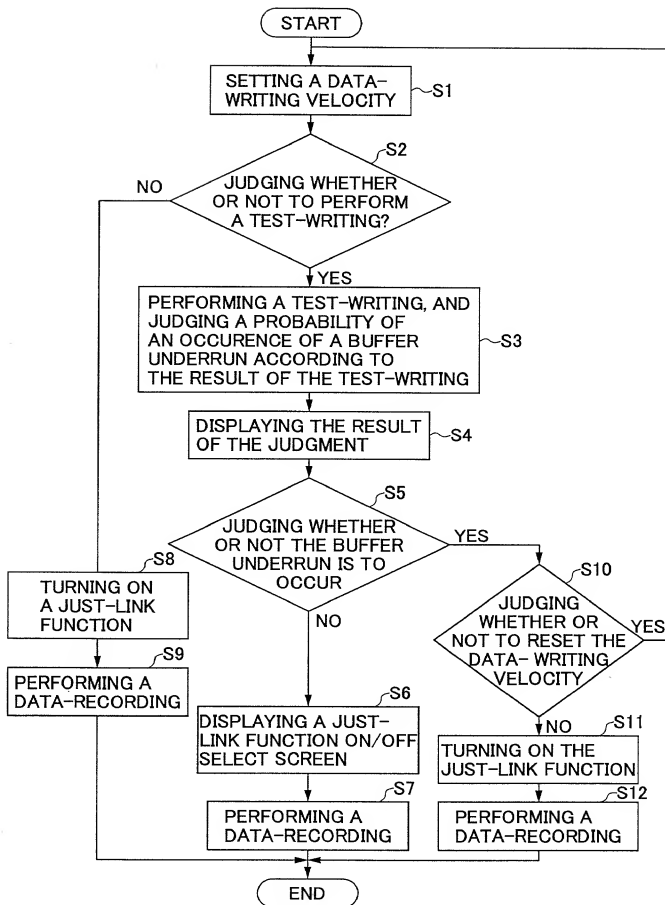 START
SETTING A DATA-
WRITING VELOCITY
S1
S2
JUDGING WHETHER
OR NOT TO PERFORM
A TEST-WRITING?
NO
YES
PERFORMING A TEST-WRITING, AND
JUDGING A PROBABILITY OF
AN OCCURENCE OF A BUFFER
UNDERRUN ACCORDING TO
THE RESULT OF THE TEST-WRITING
S3
DISPLAYING THE RESULT
OF THE JUDGMENT
S4
S5
JUDGING WHETHER
OR NOT THE BUFFER
UNDERRUN IS TO
OCCUR
YES
NO
S8
TURNING ON
A JUST-LINK
FUNCTION
S9
PERFORMING A
DATA-RECORDING
S10
JUDGING
WHETHER OR
NOT TO RESET THE
DATA- WRITING
VELOCITY
YES
NO
S6
DISPLAYING A JUST-
LINK FUNCTION ON/OFF
SELECT SCREEN
S7
PERFORMING A
DATA-RECORDING
S11
TURNING ON THE
JUST-LINK FUNCTION
S12
PERFORMING A
DATA-RECORDING
END